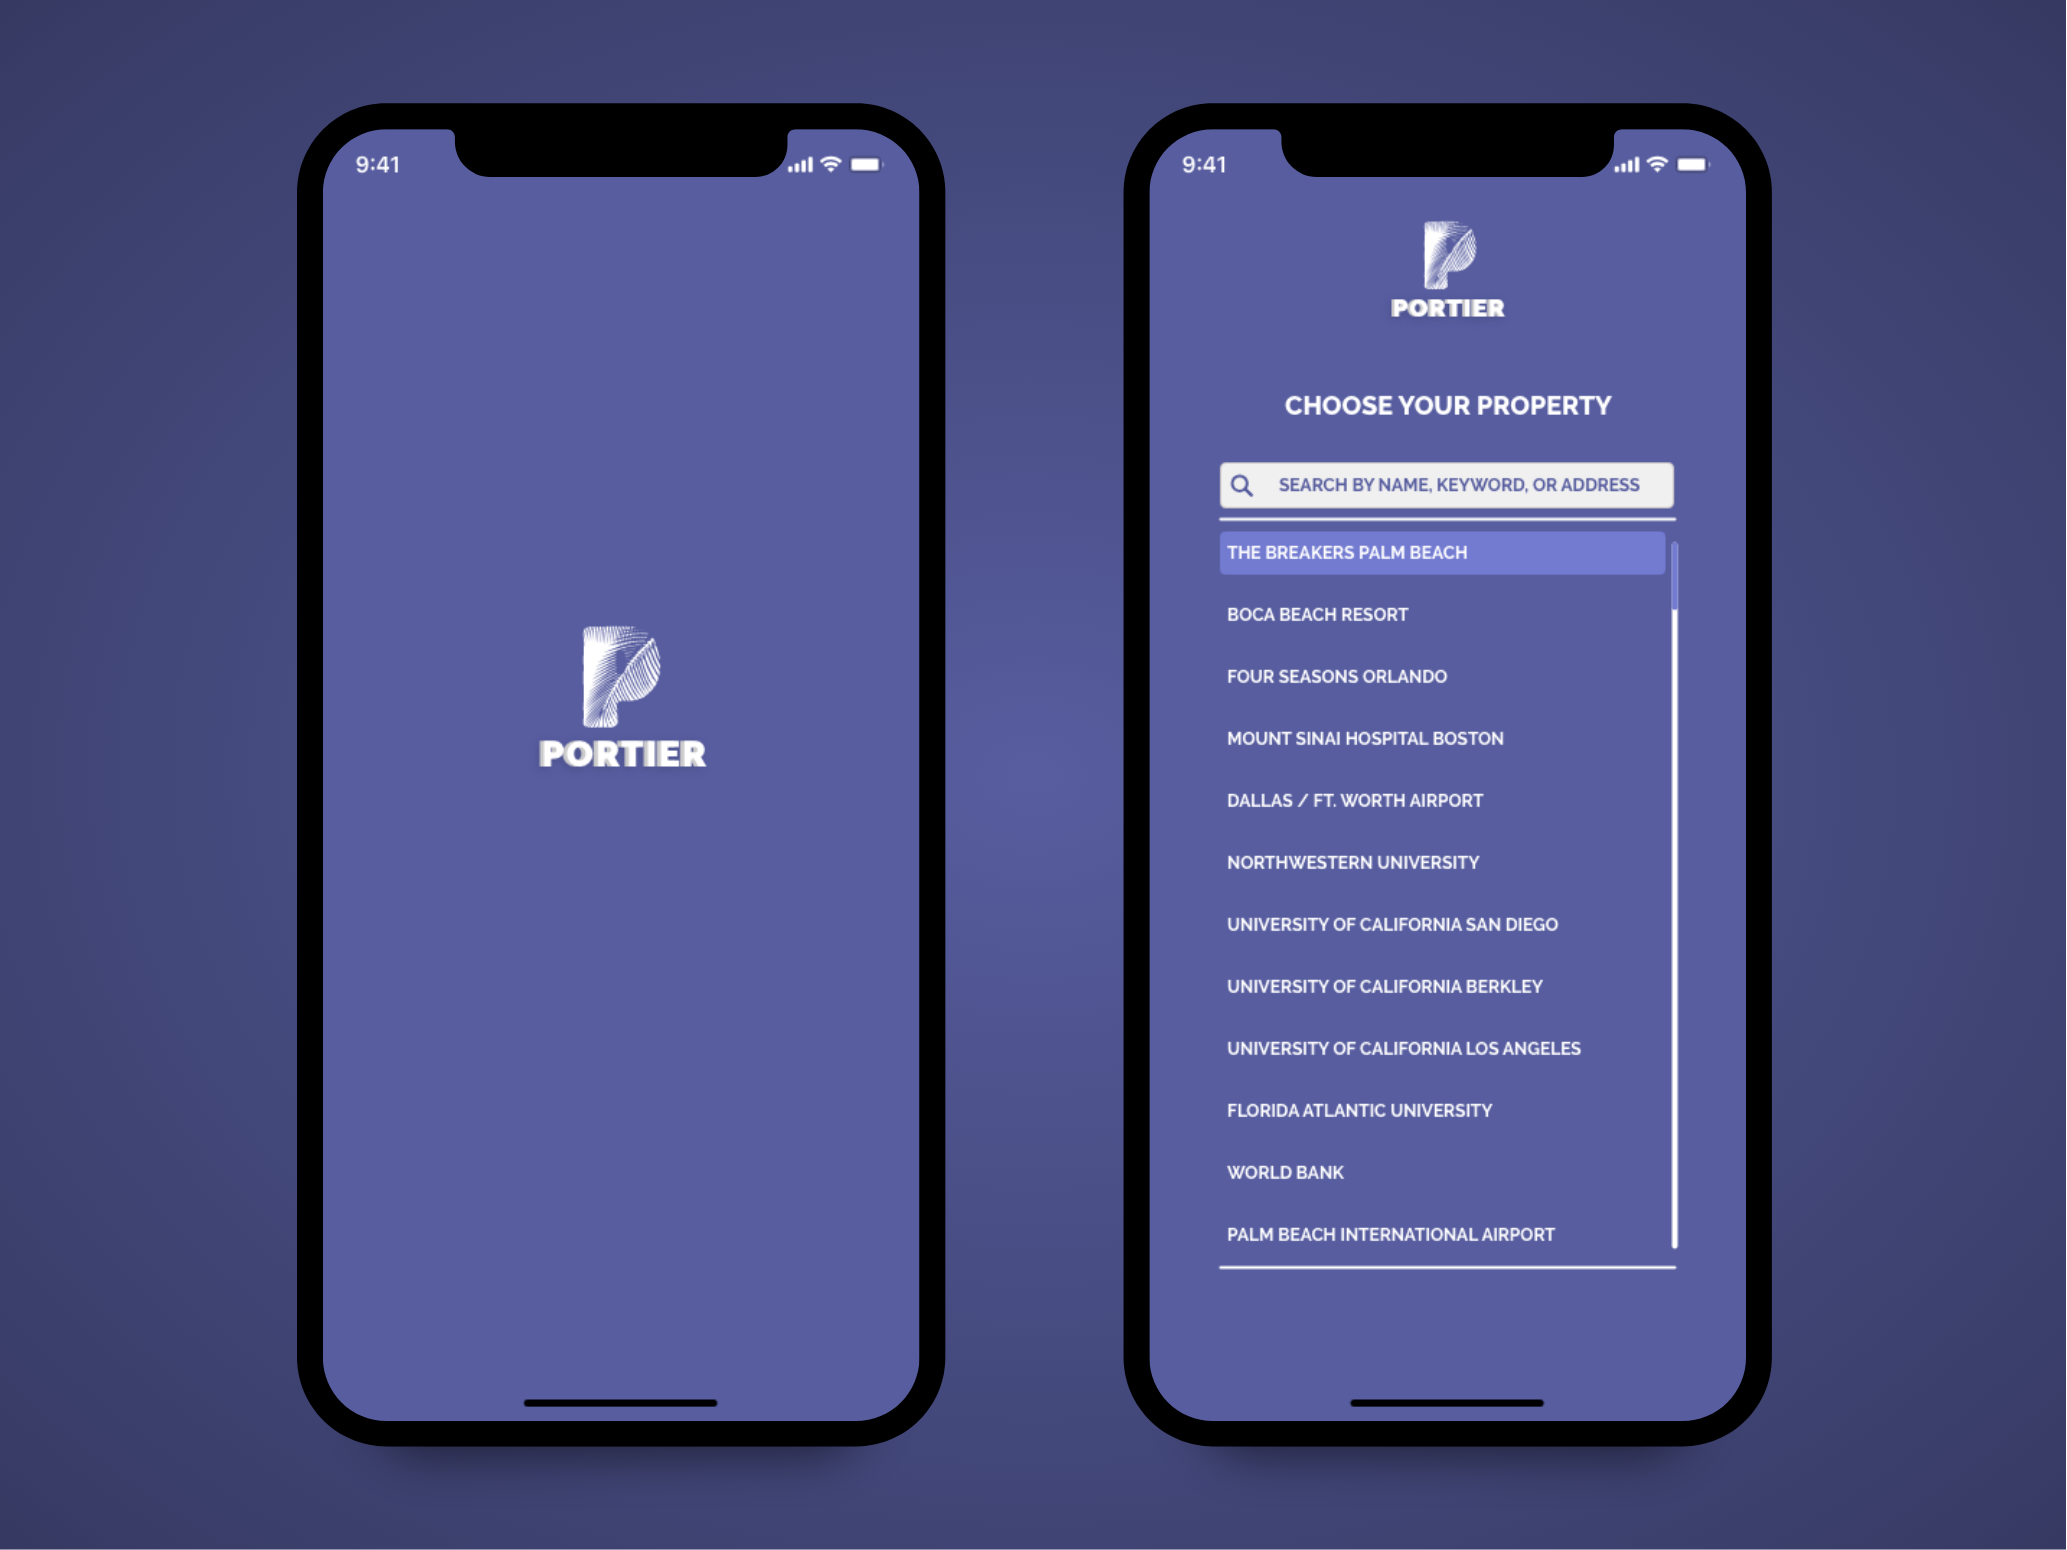 9:41
PORTIER
9:41
PORTIER
CHOOSE YOUR PROPERTY
SEARCH BY NAME, KEYWORD, OR ADDRESS
THE BREAKERS PALM BEACH
BOCA BEACH RESORT
FOUR SEASONS ORLANDO
MOUNT SINAI HOSPITAL BOSTON
DALLAS / FT. WORTH AIRPORT
NORTHWESTERN UNIVERSITY
UNIVERSITY OF CALIFORNIA SAN DIEGO
UNIVERSITY OF CALIFORNIA BERKLEY
UNIVERSITY OF CALIFORNIA LOS ANGELES
FLORIDA ATLANTIC UNIVERSITY
WORLD BANK
PALM BEACH INTERNATIONAL AIRPORT